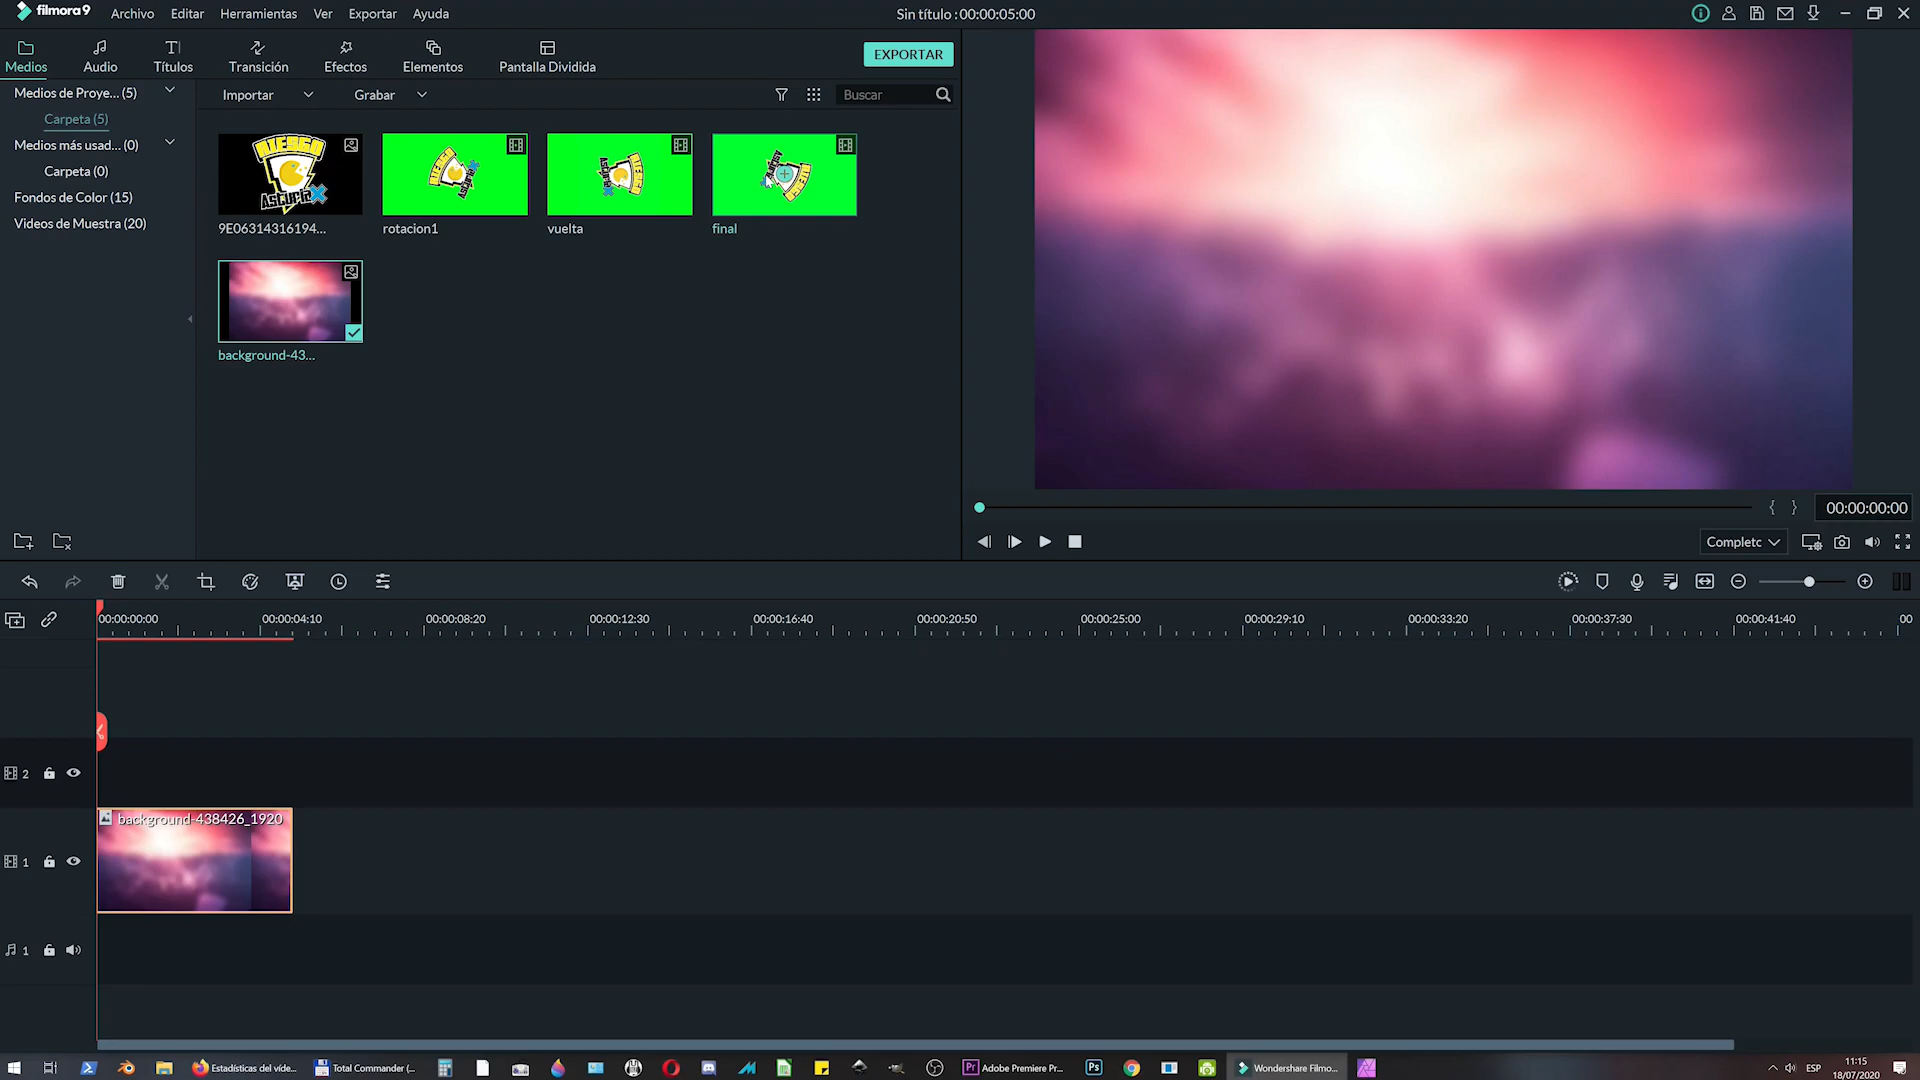 filmora9 Archivo Editar Herramientas Ver Exportar Ayuda Sin título : 00:00:05:00
Medios Audio Títulos Transición Efectos Elementos Pantalla Dividida EXPORTAR
Medios de Proye... (5) Importar Grabar Buscar
Carpeta (5)
Medios más usad... (0)
Carpeta (0)
Fondos de Color (15)
Videos de Muestra (20)
RIESGO
AsturiaX
9E06314316194... rotacion1 vuelta final
background-43...
00:00:00:00
Completc
00:00:00:00 00:00:04:10 00:00:08:20 00:00:12:30 00:00:16:40 00:00:20:50 00:00:25:00 00:00:29:10 00:00:33:20 00:00:37:30 00:00:41:40 00
2
background-438426_1920
1
1
Estadísticas del víde... Total Commander (... Pr Adobe Premiere Pr... Ps Wondershare Filmo... ESP 11:15
18/07/2020